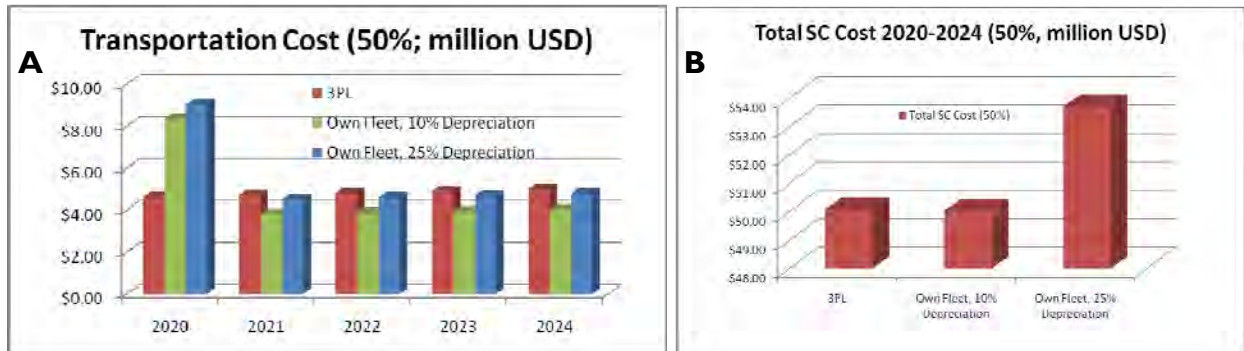 A
Transportation Cost (50%; million USD)
$10.00
$8.00
$6.00
$4.00
$2.00
$0.00
3PL
Own Fleet, 10% Depreciation
Own Fleet, 25% Depreciation
2020 2021 2022 2023 2024
B
Total SC Cost 2020-2024 (50%, million USD)
$54.00
$53.00
$52.00
$51.00
$50.00
$49.00
$48.00
Total SC Cost (50%)
3PL Own Fleet, 10% Own Fleet, 25%
Depreciation Depreciation